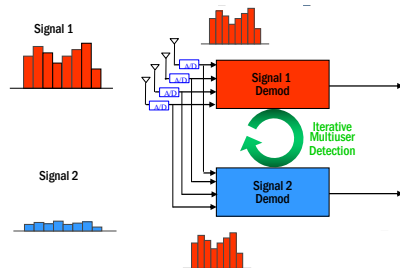 Signal 1
A/D
A/D
A/D
A/D
Signal 1
Demod
Iterative
Multiuser
Detection
Signal 2
Signal 2
Demod